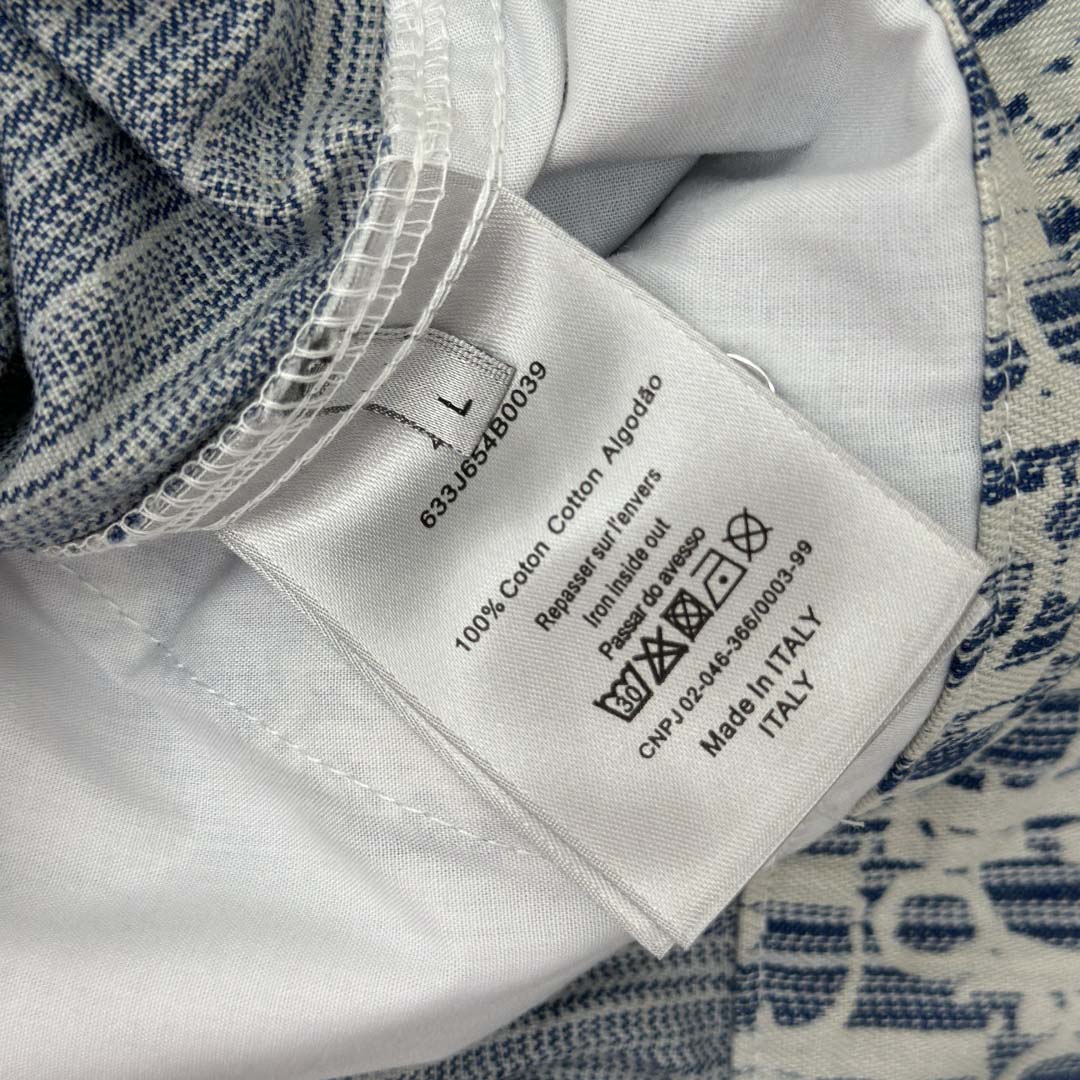 L
633J654B0039
100% Coton Cotton Algodão
Repasser sur l'envers
Iron Inside out
Passar do avesso
30
CNPJ 02-046-366/0003-99
Made In ITALY
ITALY